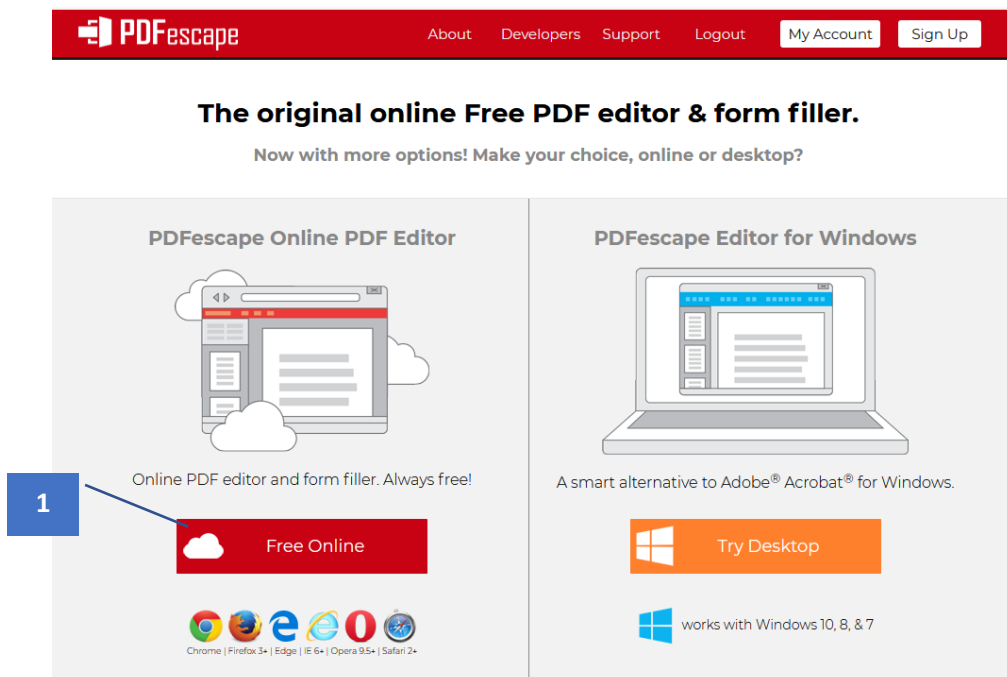 PDFescape
About Developers Support Logout My Account Sign Up
The original online Free PDF editor & form filler.
Now with more options! Make your choice, online or desktop?
PDFescape Online PDF Editor
Online PDF editor and form filler. Always free!
1
Free Online
Chrome | Firefox 3+ | Edge | IE 6+ | Opera 9.5+ | Safari 2+
PDFescape Editor for Windows
A smart alternative to Adobe® Acrobat® for Windows.
Try Desktop
works with Windows 10, 8, & 7